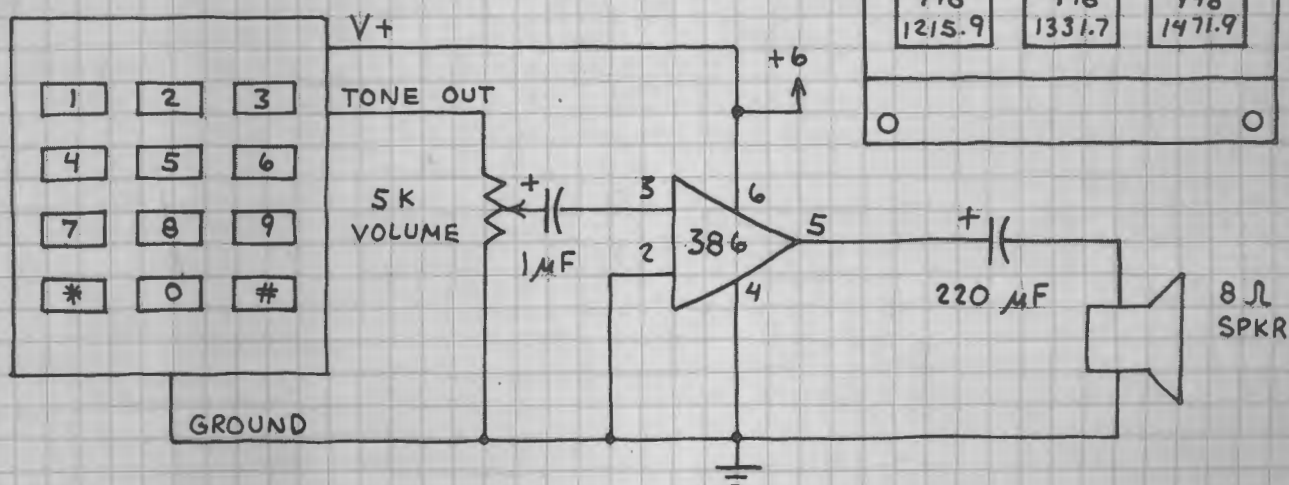 1215.9 1331.7 1471.9
V+
+6
1 2 3
TONE OUT
4 5 6
5K
VOLUME
+
3
6
7 8 9
1µF
2
386
5
+
4
* 0 #
220 µF
8 Ω
SPKR
GROUND